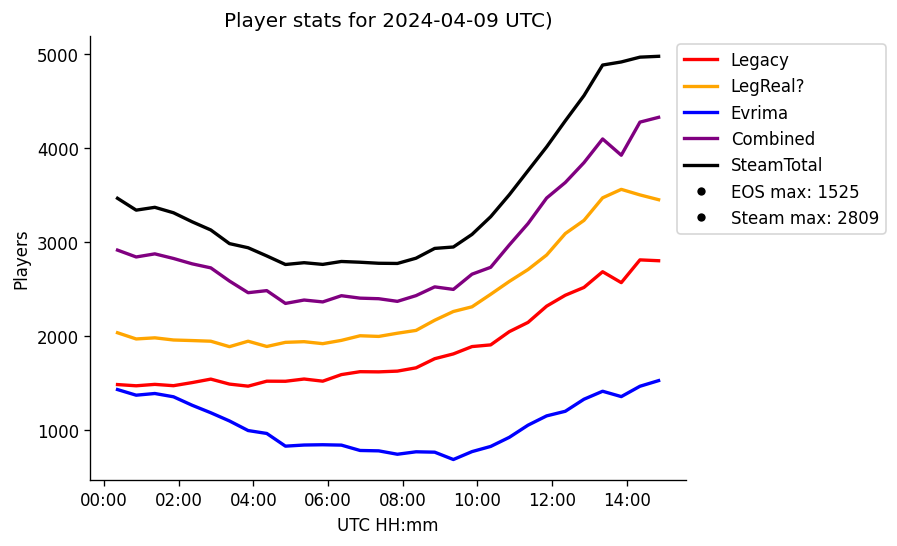 Player stats for 2024-04-09 UTC)
5000
4000
3000
2000
1000
Players
00:00 02:00 04:00 06:00 08:00 10:00 12:00 14:00
UTC HH:mm
Legacy
LegReal?
Evrima
Combined
SteamTotal
EOS max: 1525
Steam max: 2809